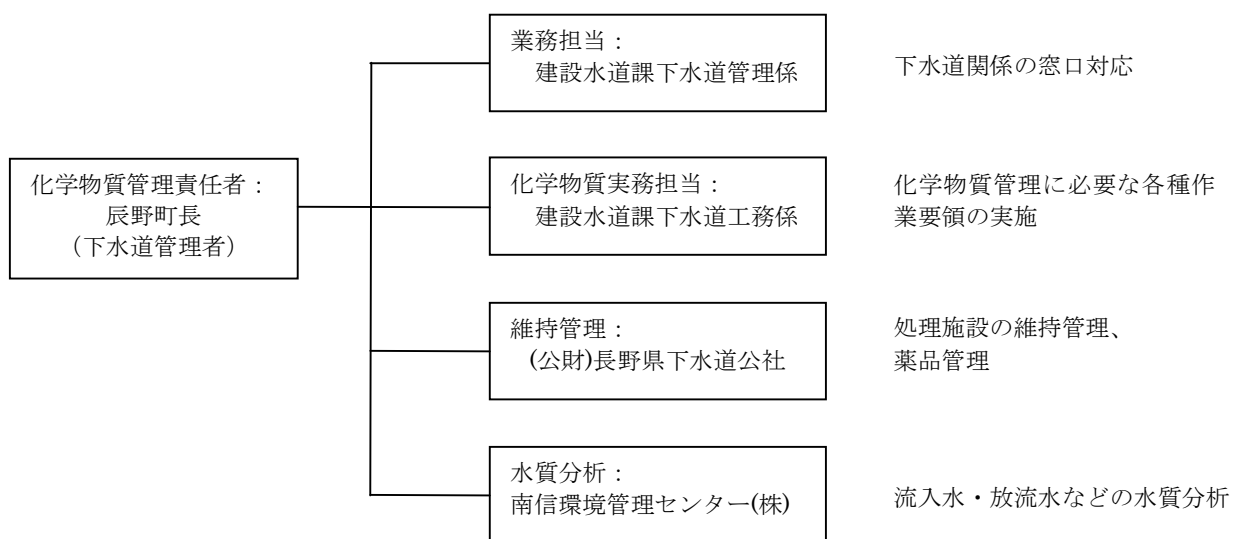 業務担当：
建設水道課下水道管理係
下水道関係の窓口対応
化学物質管理責任者：
辰野町長
（下水道管理者）
化学物質実務担当：
建設水道課下水道工務係
化学物質管理に必要な各種作
業要領の実施
維持管理：
(公財)長野県下水道公社
処理施設の維持管理、
薬品管理
水質分析：
南信環境管理センター(株)
流入水・放流水などの水質分析